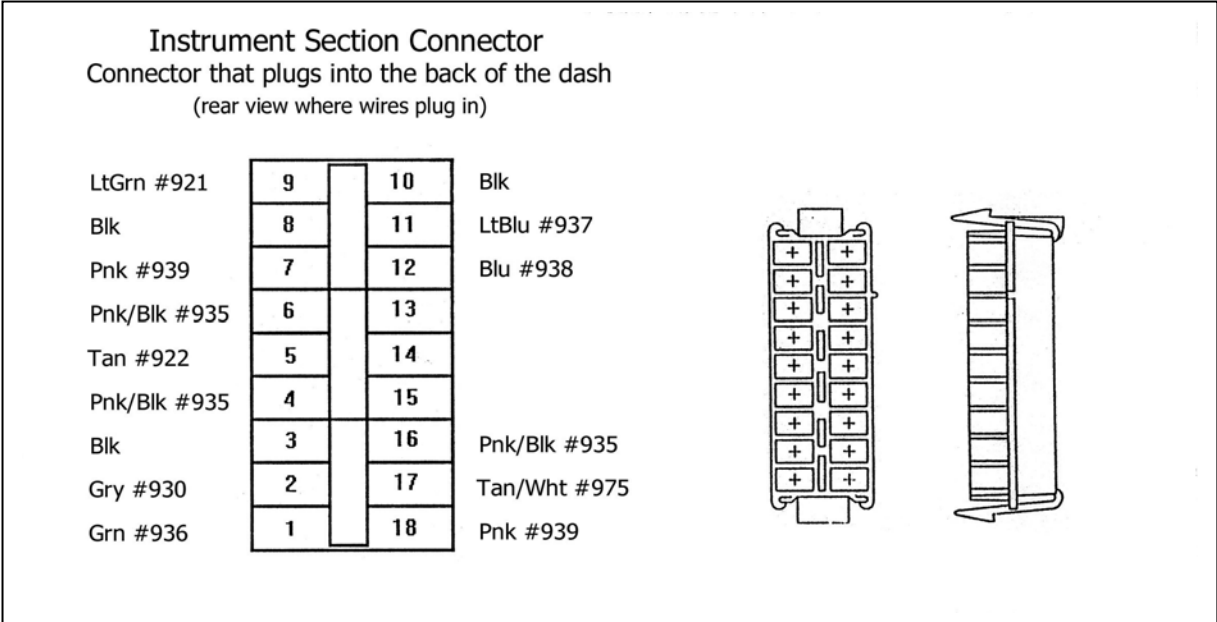 Instrument Section Connector
Connector that plugs into the back of the dash
(rear view where wires plug in)
LtGrn #921 9 10 Blk
Blk 8 11 LtBlu #937
Pnk #939 7 12 Blu #938
Pnk/Blk #935 6 13
Tan #922 5 14
Pnk/Blk #935 4 15
Blk 3 16 Pnk/Blk #935
Gry #930 2 17 Tan/Wht #975
Grn #936 1 18 Pnk #939